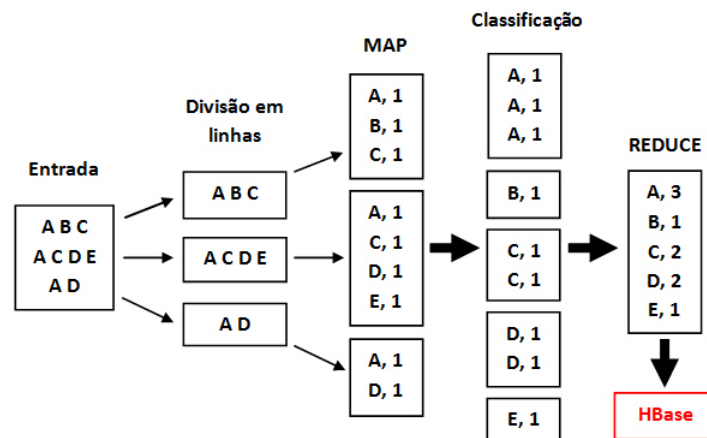 Entrada
A B C
A C D E
A D
Divisão em
linhas
A B C
A C D E
A D
MAP
A, 1
B, 1
C, 1
A, 1
C, 1
D, 1
E, 1
A, 1
D, 1
Classificação
A, 1
A, 1
A, 1
B, 1
C, 1
C, 1
D, 1
D, 1
E, 1
REDUCE
A, 3
B, 1
C, 2
D, 2
E, 1
HBase